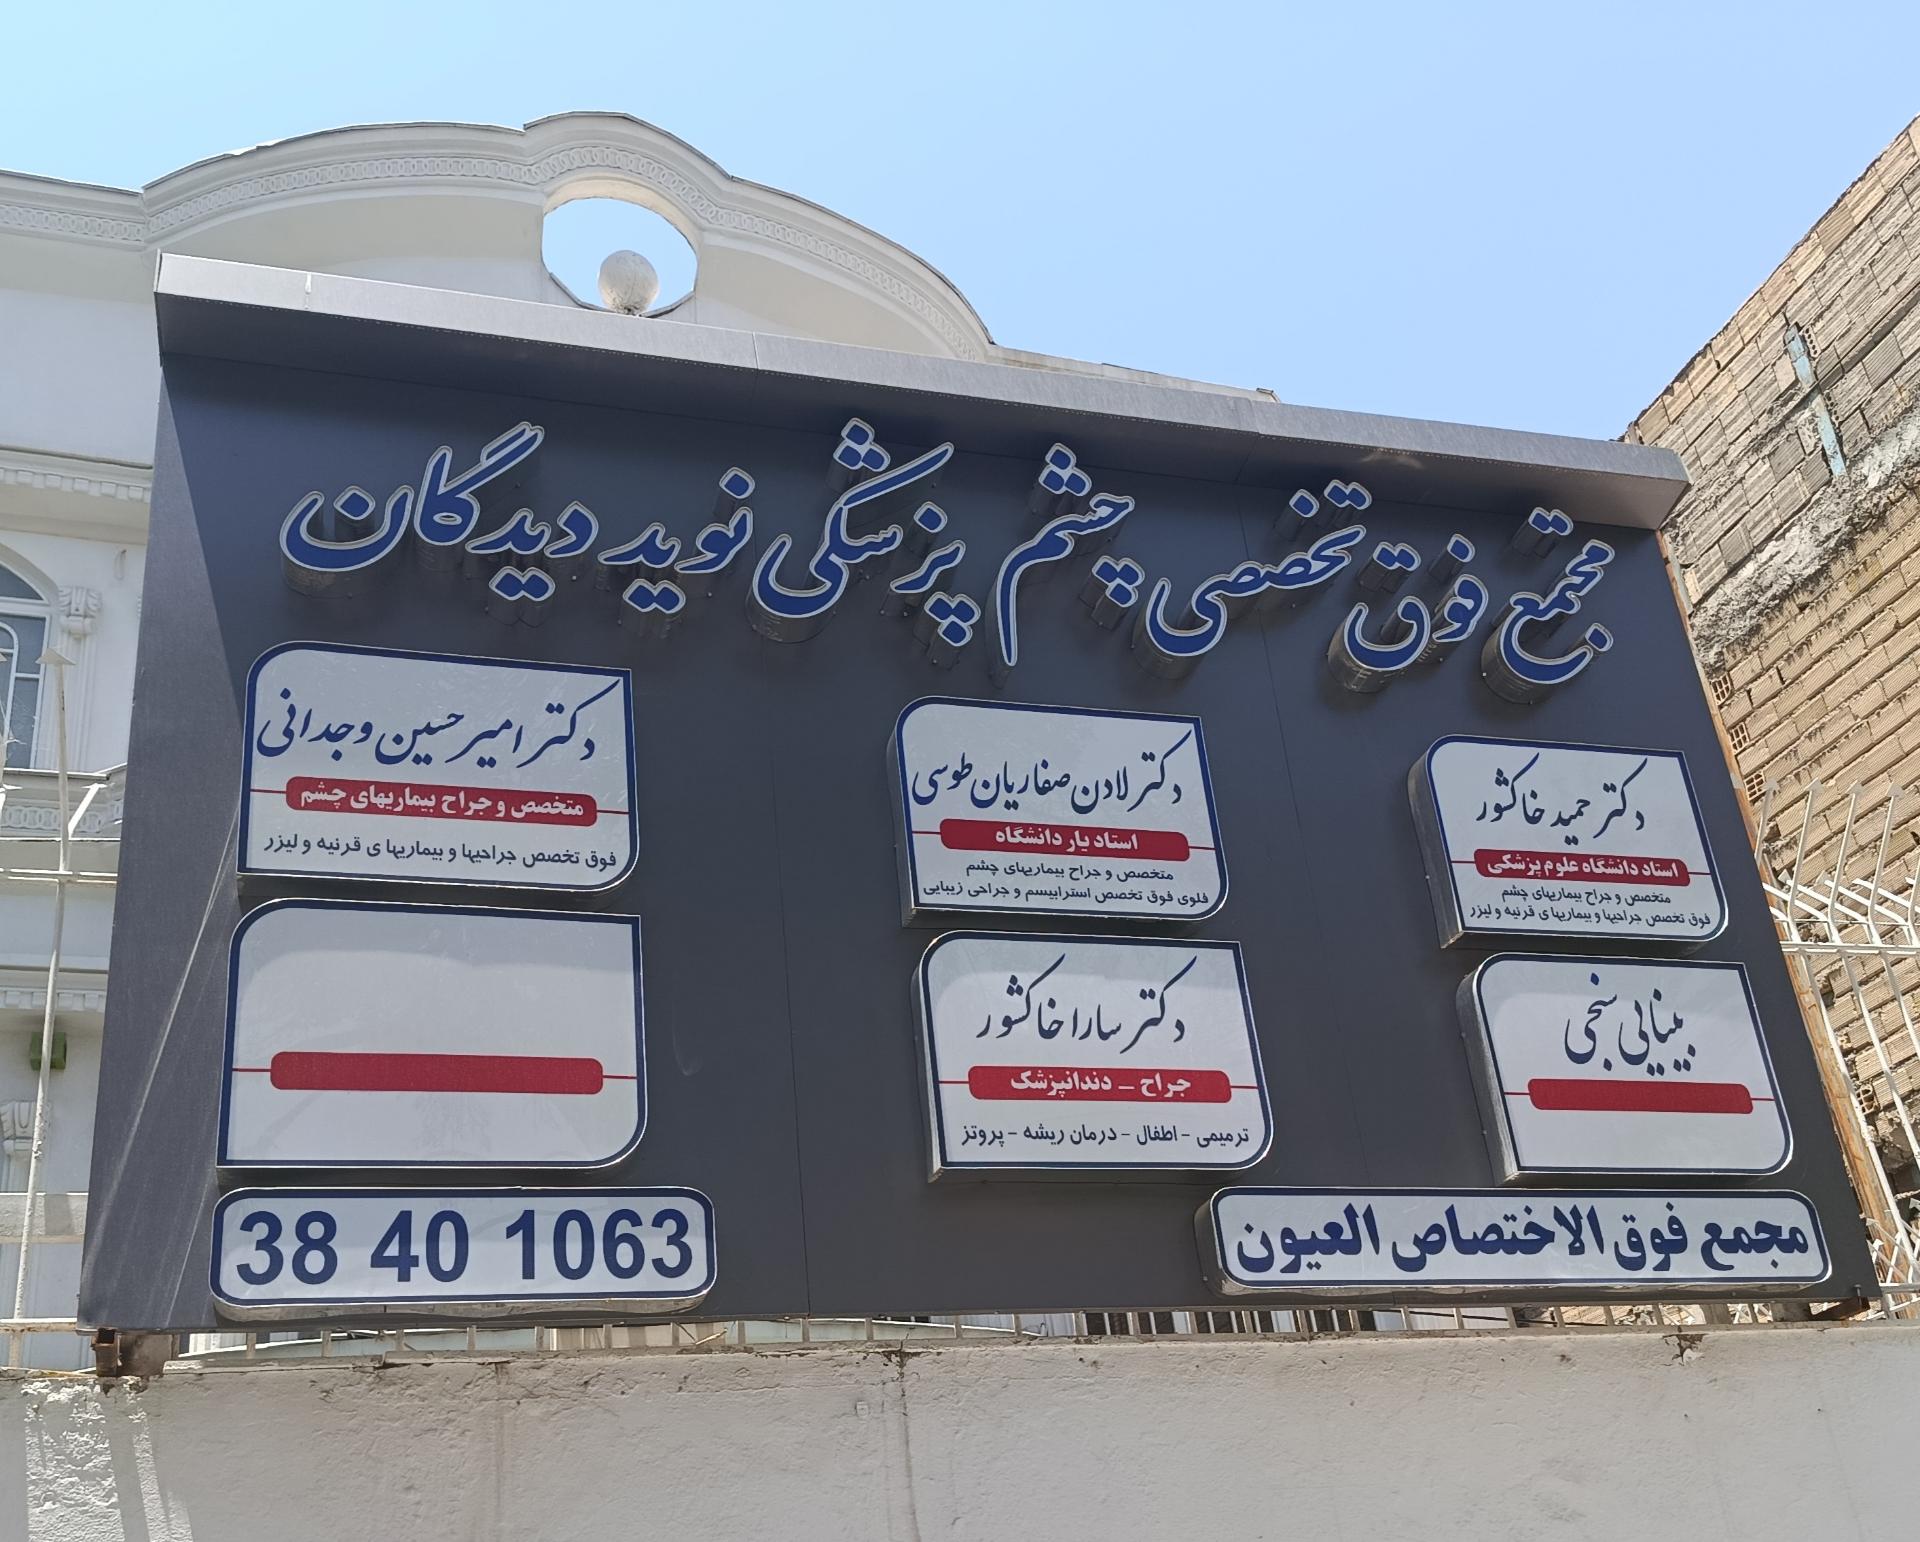 مجتمع فوق تخصصی چشم پزشکی نوید دیدگان
دکتر حمید خاکشور
استاد دانشگاه علوم پزشکی
متخصص و جراح بیماریهای چشم
فوق تخصص جراحیها و بیماریهای قرنیه و لیزر
دکتر لادن صفاریان طوسی
استاد یار دانشگاه
متخصص و جراح بیماریهای چشم
فلوی فوق تخصص استرابیسم و جراحی زیبایی
دکتر امیر حسین وجدانی
متخصص و جراح بیماریهای چشم
فوق تخصص جراحیها و بیماریها ی قرنیه و لیزر
بینایی سنجی
دکتر سارا خاکشور
جراح - دندانپزشک
ترمیمی - اطفال - درمان ریشه - پروتز
مجمع فوق الاختصاص العیون
38 40 1063